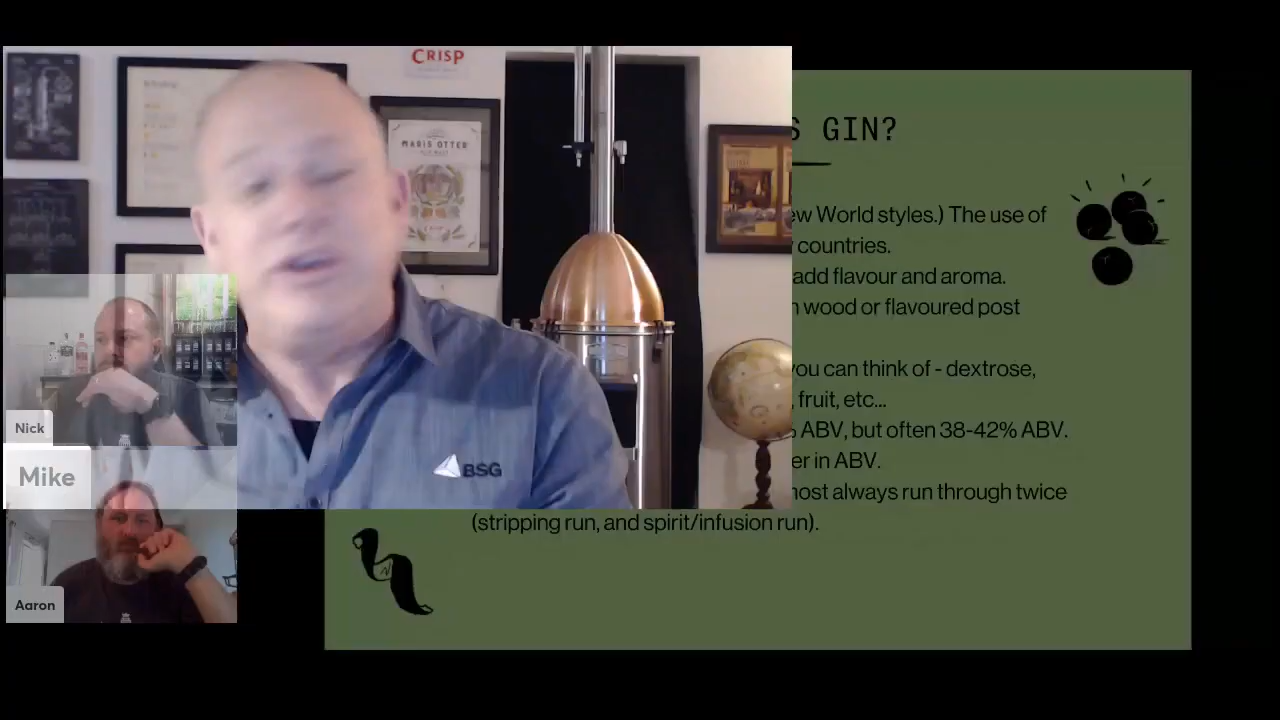 CRISP
MARIS OTTER
S GIN?
ew World styles.) The use of
countries.
add flavour and aroma.
n wood or flavoured post
you can think of - dextrose,
, fruit, etc...
ABV, but often 38-42% ABV.
er in ABV.
most always run through twice
(stripping run, and spirit/infusion run).
BSG
Nick
Mike
Aaron